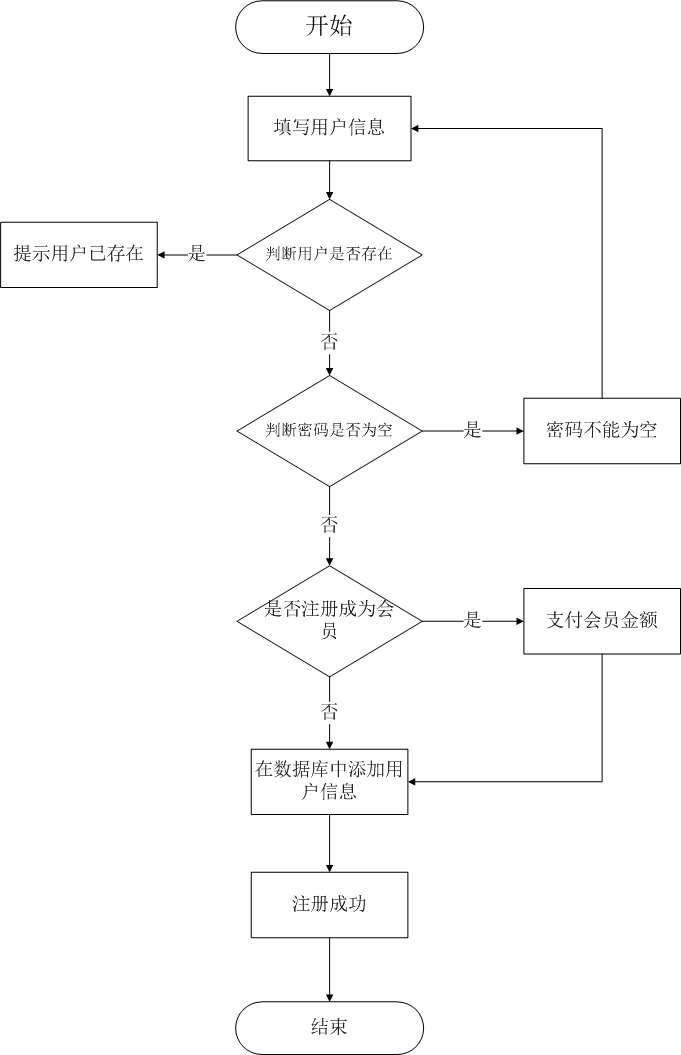 开始
填写用户信息
提示用户已存在
是
判断用户是否存在
否
判断密码是否为空
是
密码不能为空
否
是否注册成为会
员
是
支付会员金额
否
在数据库中添加用
户信息
注册成功
结束